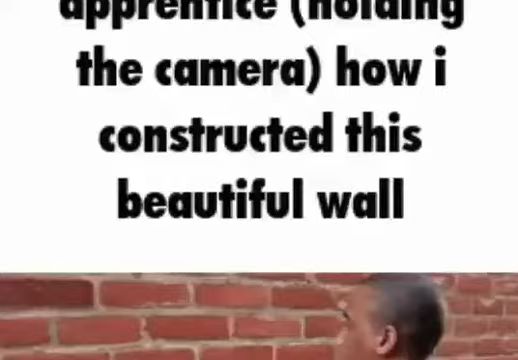 apprentice (holding
the camera) how i
constructed this
beautiful wall